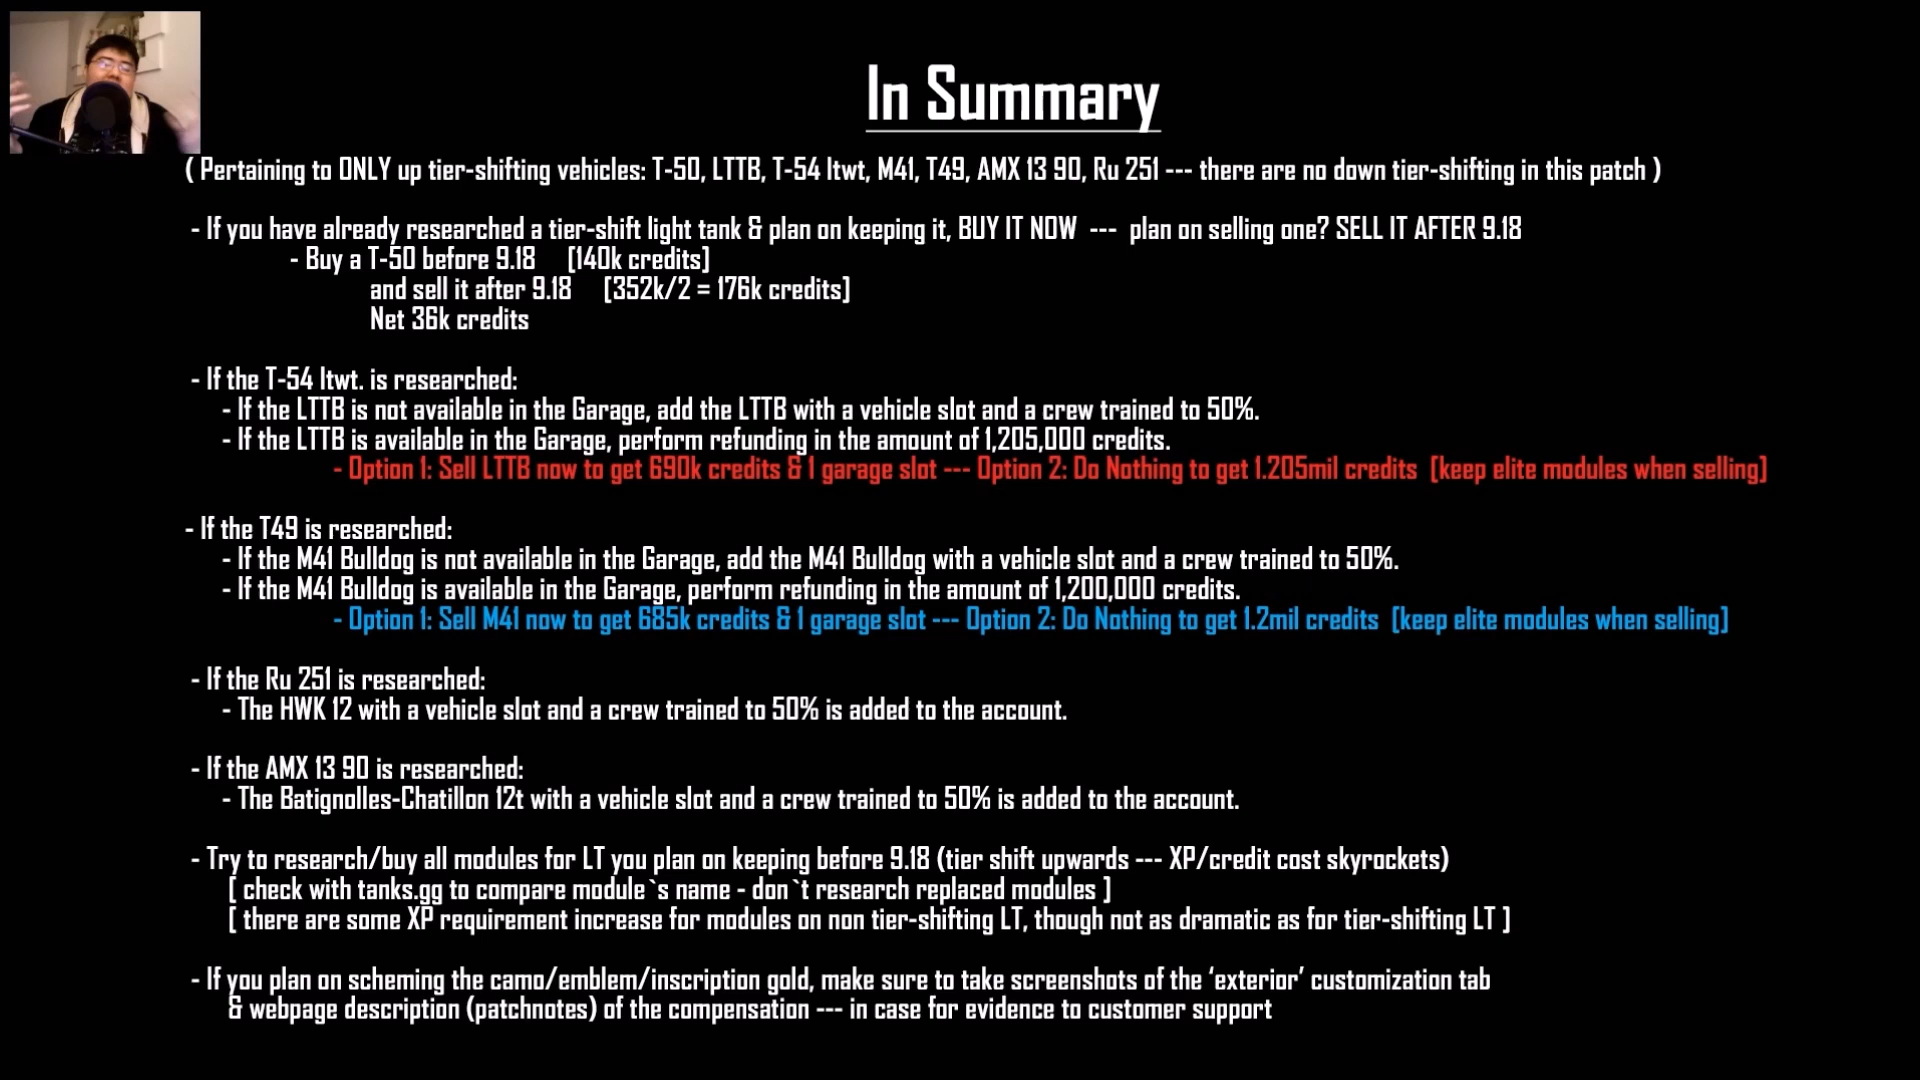 In Summary
( Pertaining to ONLY up tier-shifting vehicles: T-50, LTTB, T-54 ltwt, M41, T49, AMX 13 90, Ru 251 --- there are no down tier-shifting in this patch )
- If you have already researched a tier-shift light tank & plan on keeping it, BUY IT NOW --- plan on selling one? SELL IT AFTER 9.18
- Buy a T-50 before 9.18 [140k credits]
and sell it after 9.18 [352k/2 = 176k credits]
Net 36k credits
- If the T-54 ltwt. is researched:
- If the LTTB is not available in the Garage, add the LTTB with a vehicle slot and a crew trained to 50%.
- If the LTTB is available in the Garage, perform refunding in the amount of 1,205,000 credits.
- Option 1: Sell LTTB now to get 690k credits & 1 garage slot --- Option 2: Do Nothing to get 1.205mil credits [keep elite modules when selling]
- If the T49 is researched:
- If the M41 Bulldog is not available in the Garage, add the M41 Bulldog with a vehicle slot and a crew trained to 50%.
- If the M41 Bulldog is available in the Garage, perform refunding in the amount of 1,200,000 credits.
- Option 1: Sell M41 now to get 685k credits & 1 garage slot --- Option 2: Do Nothing to get 1.2mil credits [keep elite modules when selling]
- If the Ru 251 is researched:
- The HWK 12 with a vehicle slot and a crew trained to 50% is added to the account.
- If the AMX 13 90 is researched:
- The Batignolles-Chatillon 12t with a vehicle slot and a crew trained to 50% is added to the account.
- Try to research/buy all modules for LT you plan on keeping before 9.18 (tier shift upwards --- XP/credit cost skyrockets)
[ check with tanks.gg to compare module`s name - don`t research replaced modules ]
[ there are some XP requirement increase for modules on non tier-shifting LT, though not as dramatic as for tier-shifting LT ]
- If you plan on scheming the camo/emblem/inscription gold, make sure to take screenshots of the ‘exterior’ customization tab
& webpage description (patchnotes) of the compensation --- in case for evidence to customer support